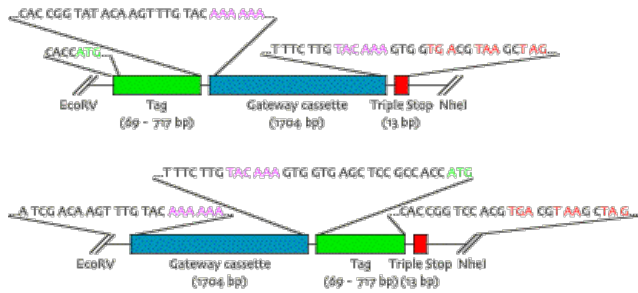 ...CAC CGG TAT ACA AGT TTG TAC AAA AAA...
CACCATG...
...T TTC TTG TAC AAA GTG GTG ACG TAA GCT AG...
EcoRV Tag Gateway cassette Triple Stop NheI
(69 - 717 bp) (1704 bp) (13 bp)
...T TTC TTG TAC AAA GTG GTG AGC TCC GCC ACC ATG
...A TCG ACA AGT TTG TAC AAA AAA... ...CAC CGG TCC ACG TGA CGT AAG CTA G...
EcoRV Gateway cassette Tag Triple Stop NheI
(1704 bp) (69 - 717 bp) (13 bp)